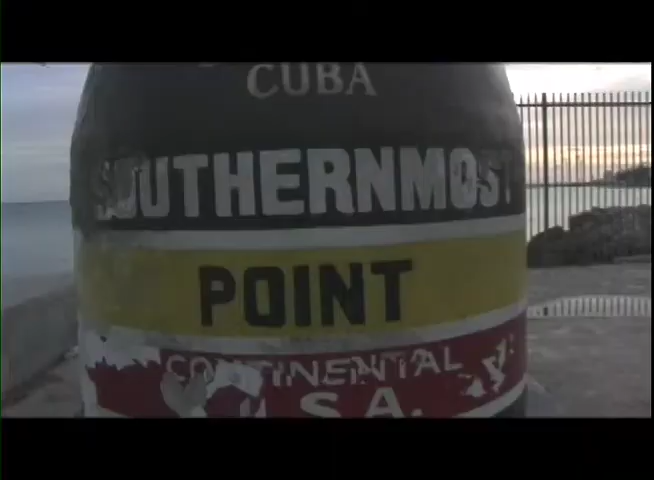 CUBA
SOUTHERNMOST
POINT
CONTINENTAL
U.S.A.